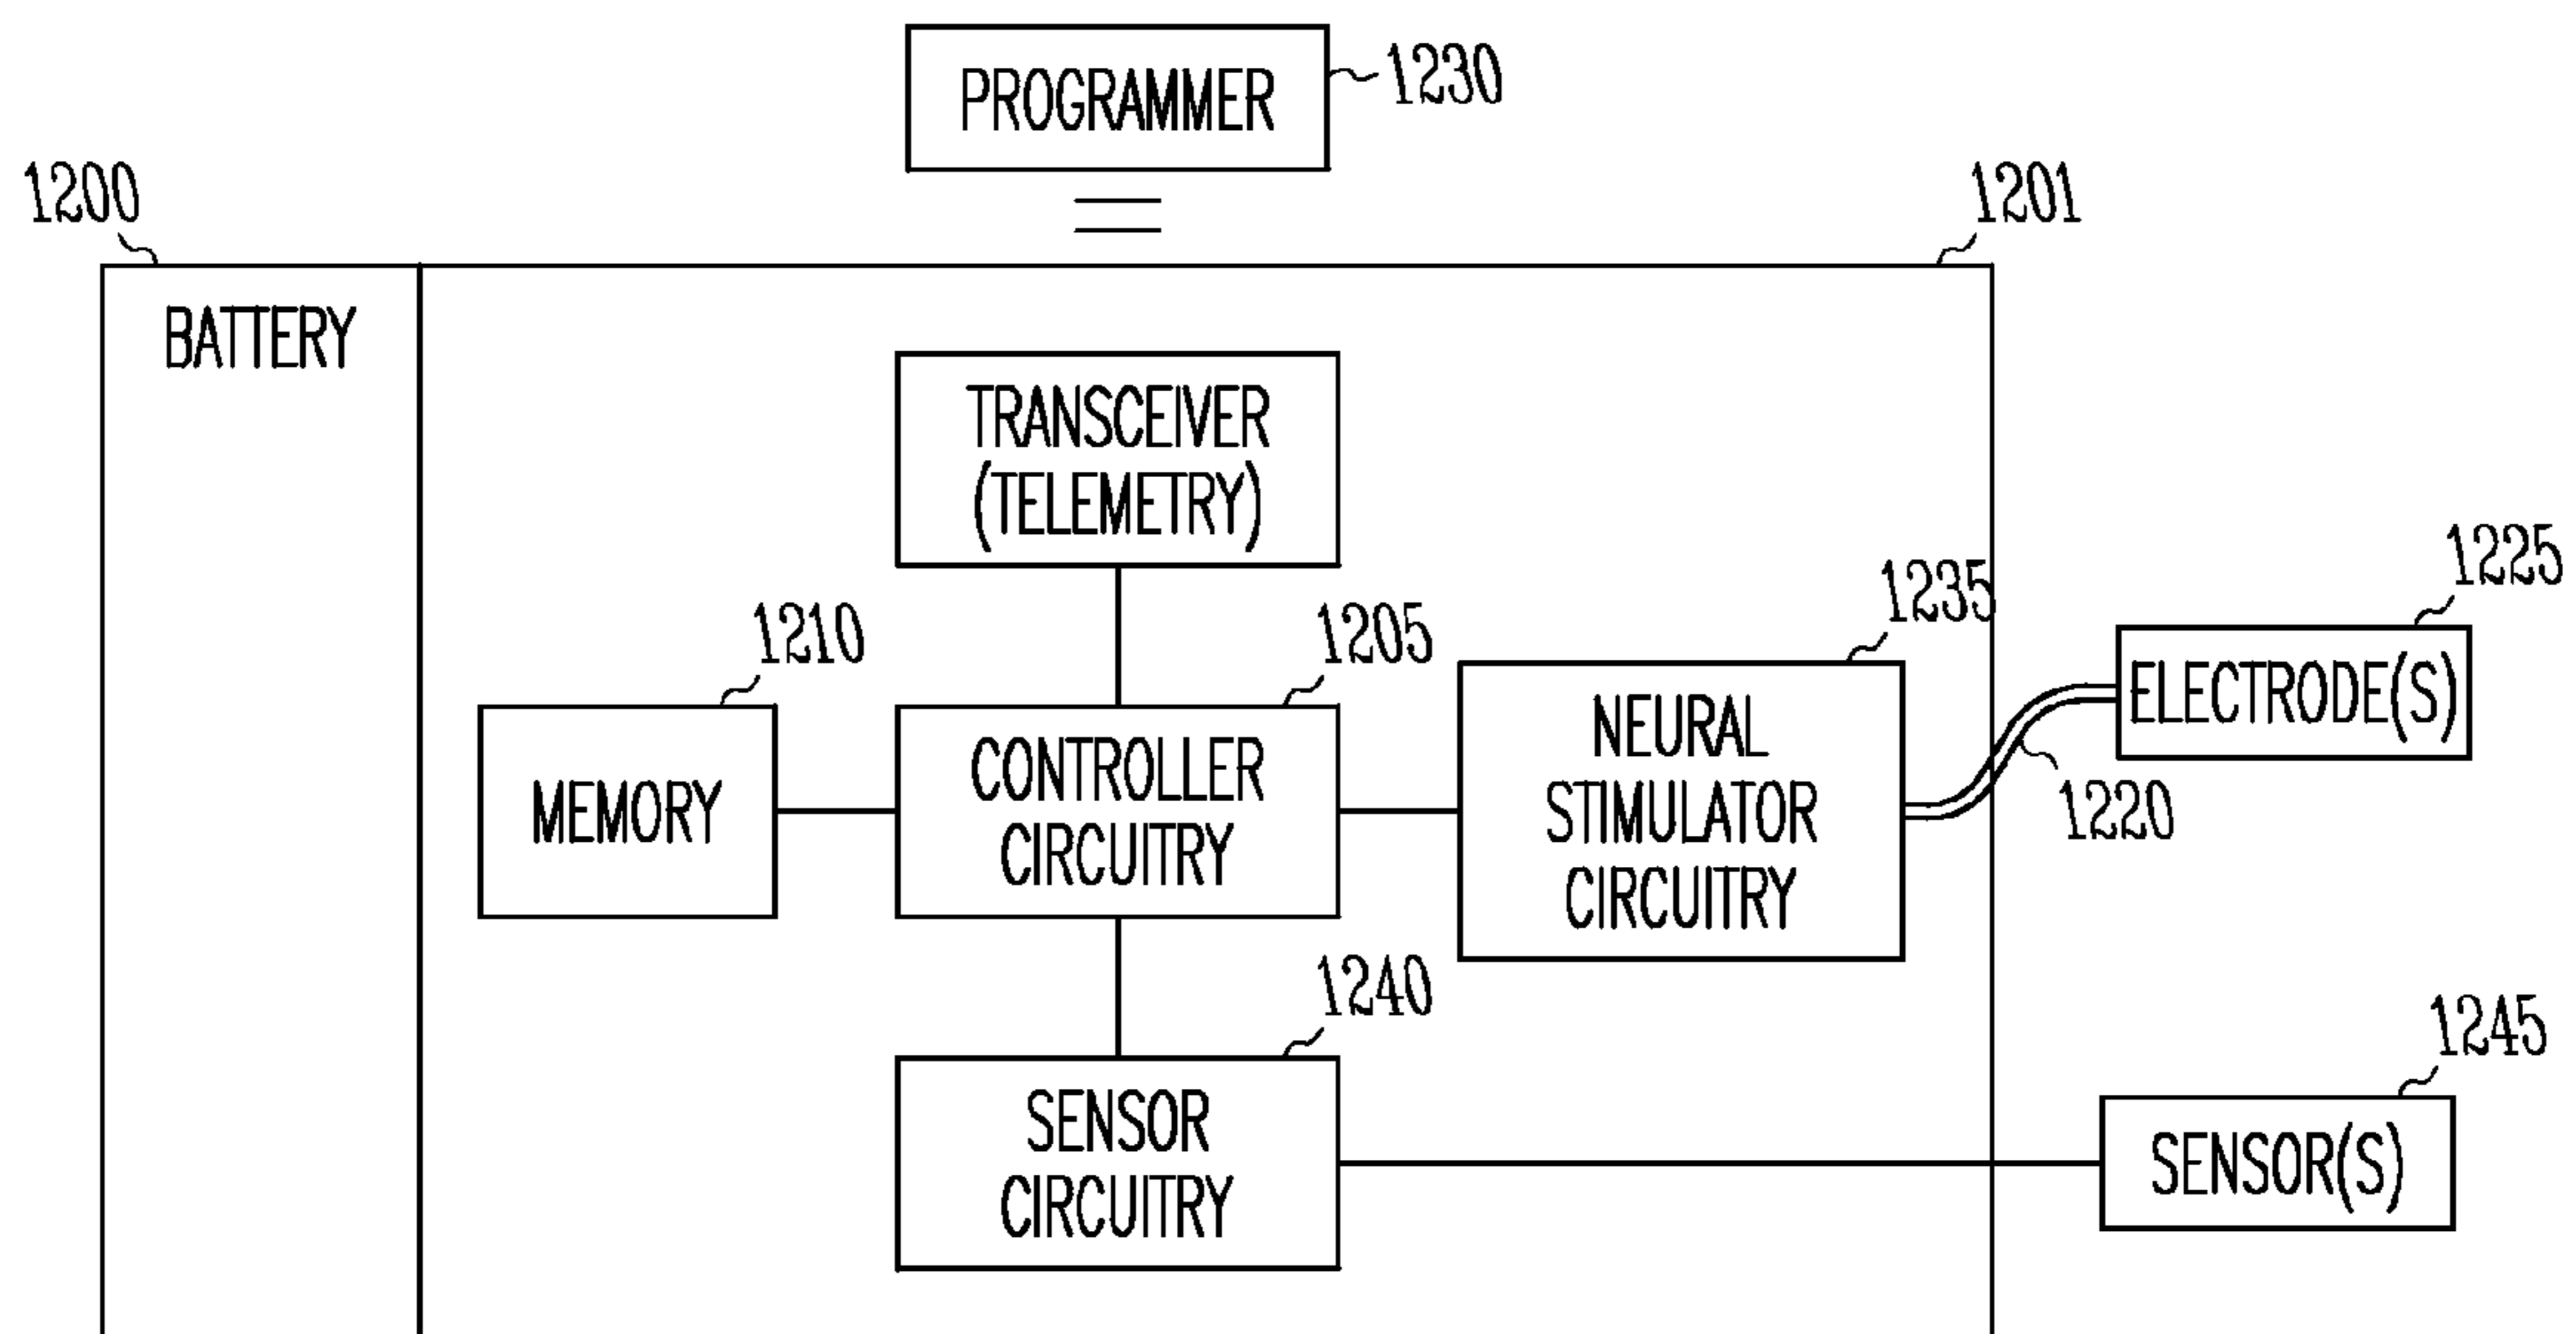 PROGRAMMER
1230
1200
1201
BATTERY
TRANSCEIVER
(TELEMETRY)
1210
1205
1235
1225
MEMORY
CONTROLLER
CIRCUITRY
NEURAL
STIMULATOR
CIRCUITRY
ELECTRODE(S)
1220
1240
1245
SENSOR
CIRCUITRY
SENSOR(S)